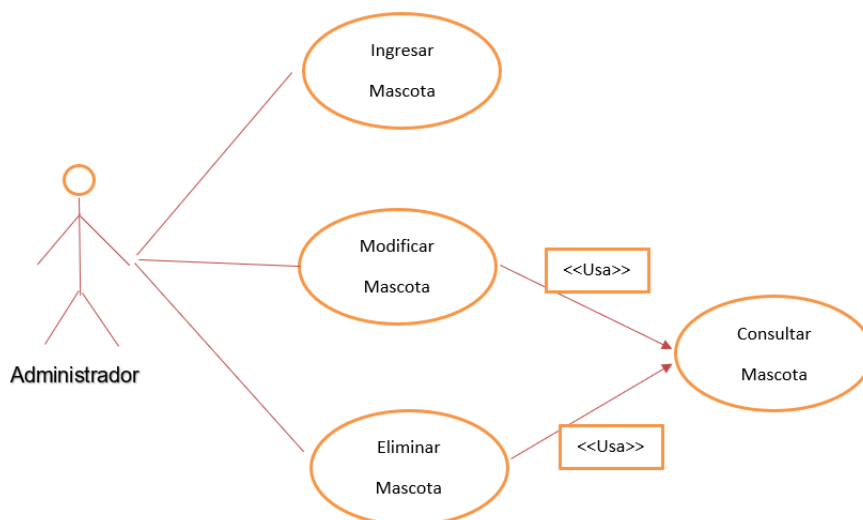 Ingresar
Mascota
Modificar
Mascota
<<Usa>>
Consultar
Mascota
Administrador
Eliminar
Mascota
<<Usa>>